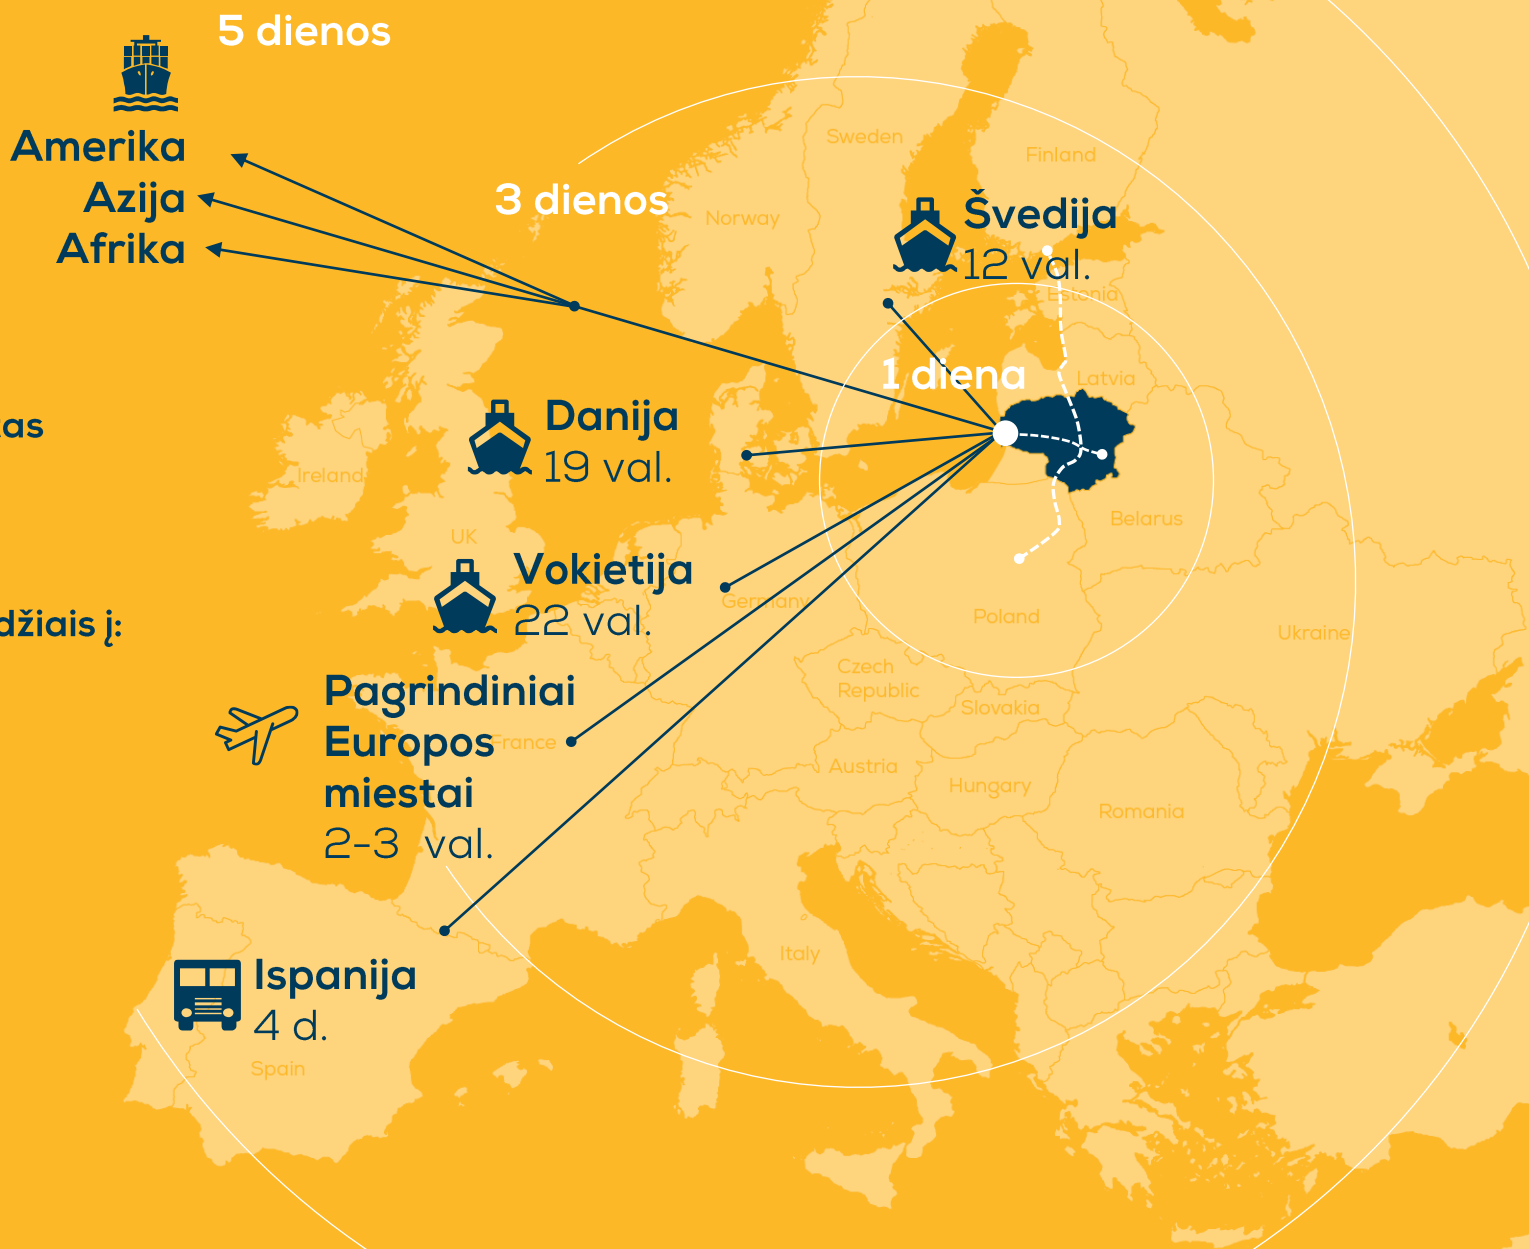 5 dienos
Amerika
Azija
Afrika
3 dienos
Sweden
Finland
Norway
Švedija
12 val.
Estonia
1 diena
Latvia
Danija
19 val.
Ireland
UK
Belarus
Vokietija
22 val.
Germany
Poland
Ukraine
džiais į:
Czech
Republic
Slovakia
Pagrindiniai
Europos
miestai
2-3 val.
France
Austria
Hungary
Romania
Italy
Ispanija
4 d.
Spain